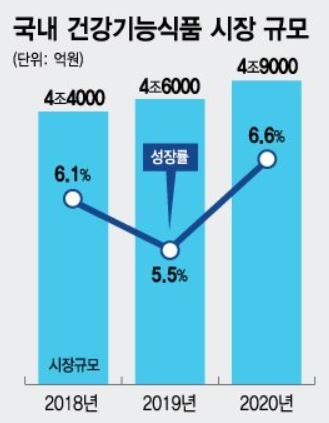 국내 건강기능식품 시장 규모
(단위: 억원)
4조4000
4조6000
4조9000
6.1%
성장률
5.5%
6.6%
시장규모
2018년
2019년
2020년